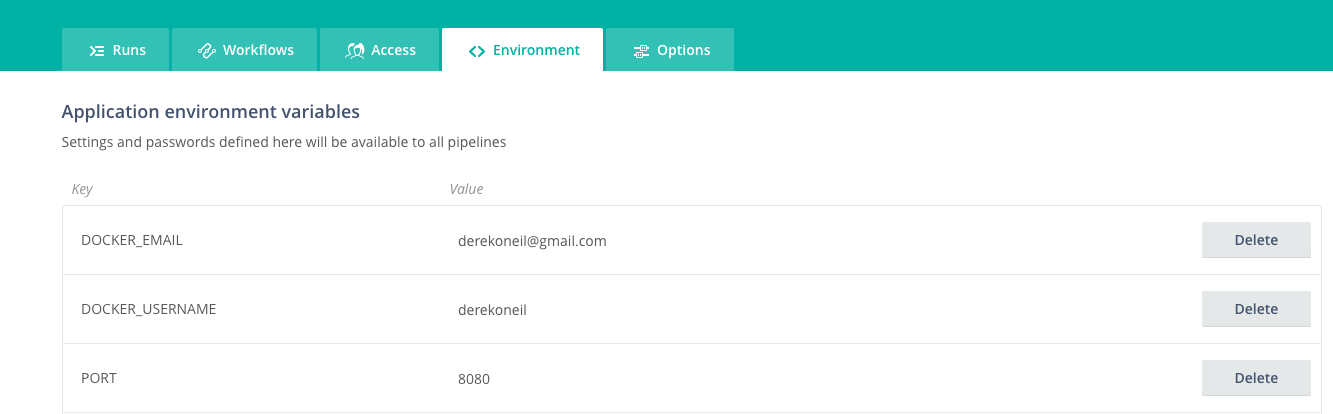 Runs Workflows Access Environment Options
Application environment variables
Settings and passwords defined here will be available to all pipelines
Key Value
DOCKER_EMAIL derekoneil@gmail.com Delete
DOCKER_USERNAME derekoneil Delete
PORT 8080 Delete